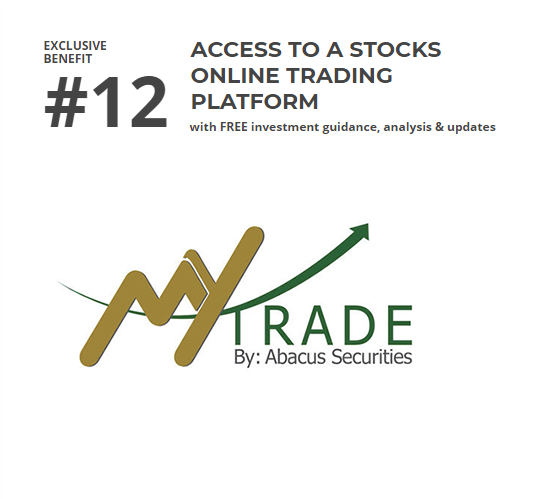 EXCLUSIVE
BENEFIT
#12
ACCESS TO A STOCKS
ONLINE TRADING
PLATFORM
with FREE investment guidance, analysis & updates
MY TRADE
By: Abacus Securities